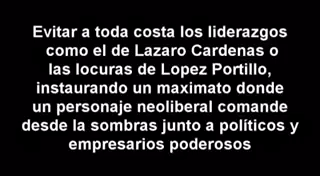 Evitar a toda costa los liderazgos
como el de Lazaro Cardenas o
las locuras de Lopez Portillo,
instaurando un maximato donde
un personaje neoliberal comande
desde la sombras junto a políticos y
empresarios poderosos